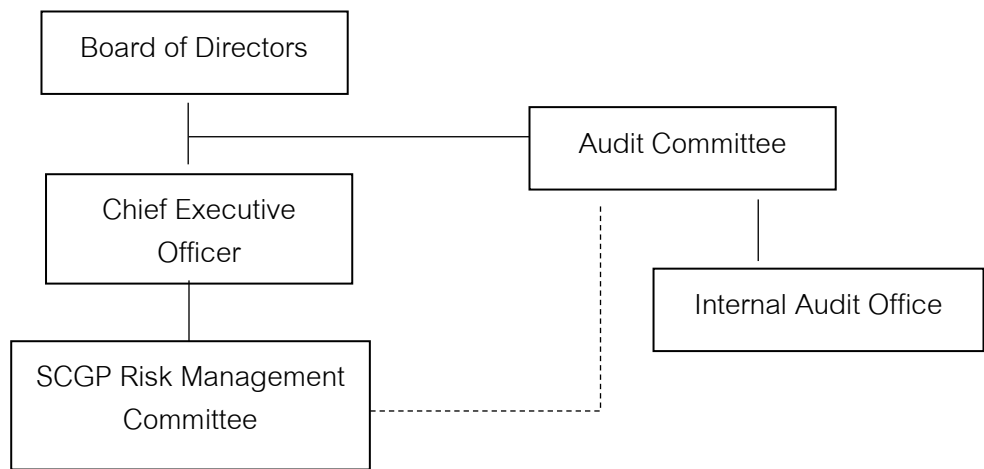 Board of Directors
Audit Committee
Chief Executive
Officer
Internal Audit Office
SCGP Risk Management
Committee